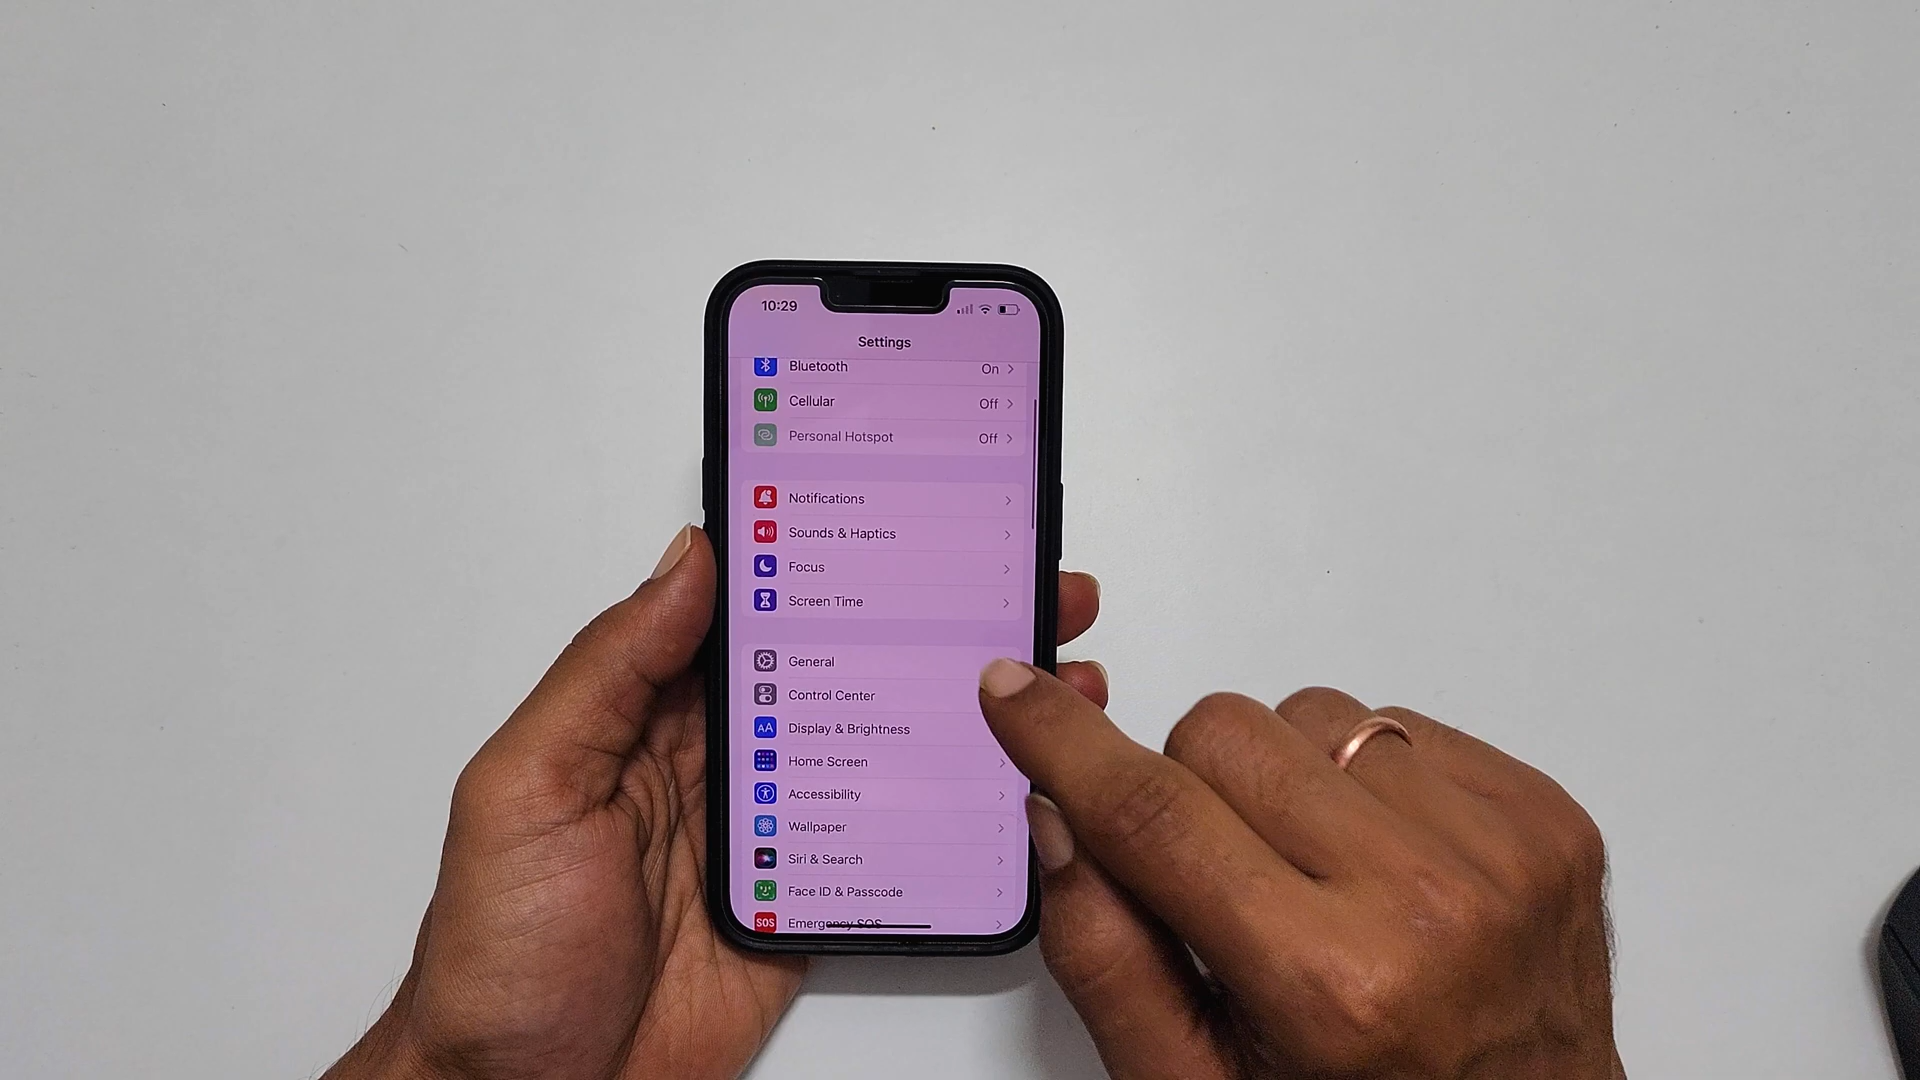 10:29
Settings
Bluetooth On
Cellular Off
Personal Hotspot Off
Notifications
Sounds & Haptics
Focus
Screen Time
General
Control Center
AA Display & Brightness
Home Screen
Accessibility
Wallpaper
Siri & Search
Face ID & Passcode
SOS Emergency SOS